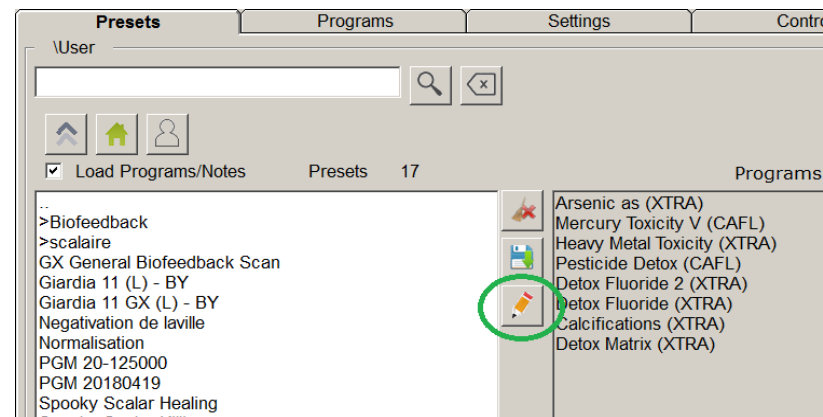 Presets Programs Settings Contro
\User
Load Programs/Notes Presets 17
Programs
..
>Biofeedback
>scalaire
GX General Biofeedback Scan
Giardia 11 (L) - BY
Giardia 11 GX (L) - BY
Negativation de laville
Normalisation
PGM 20-125000
PGM 20180419
Spooky Scalar Healing
Arsenic as (XTRA)
Mercury Toxicity V (CAFL)
Heavy Metal Toxicity (XTRA)
Pesticide Detox (CAFL)
Detox Fluoride 2 (XTRA)
Detox Fluoride (XTRA)
Calcifications (XTRA)
Detox Matrix (XTRA)